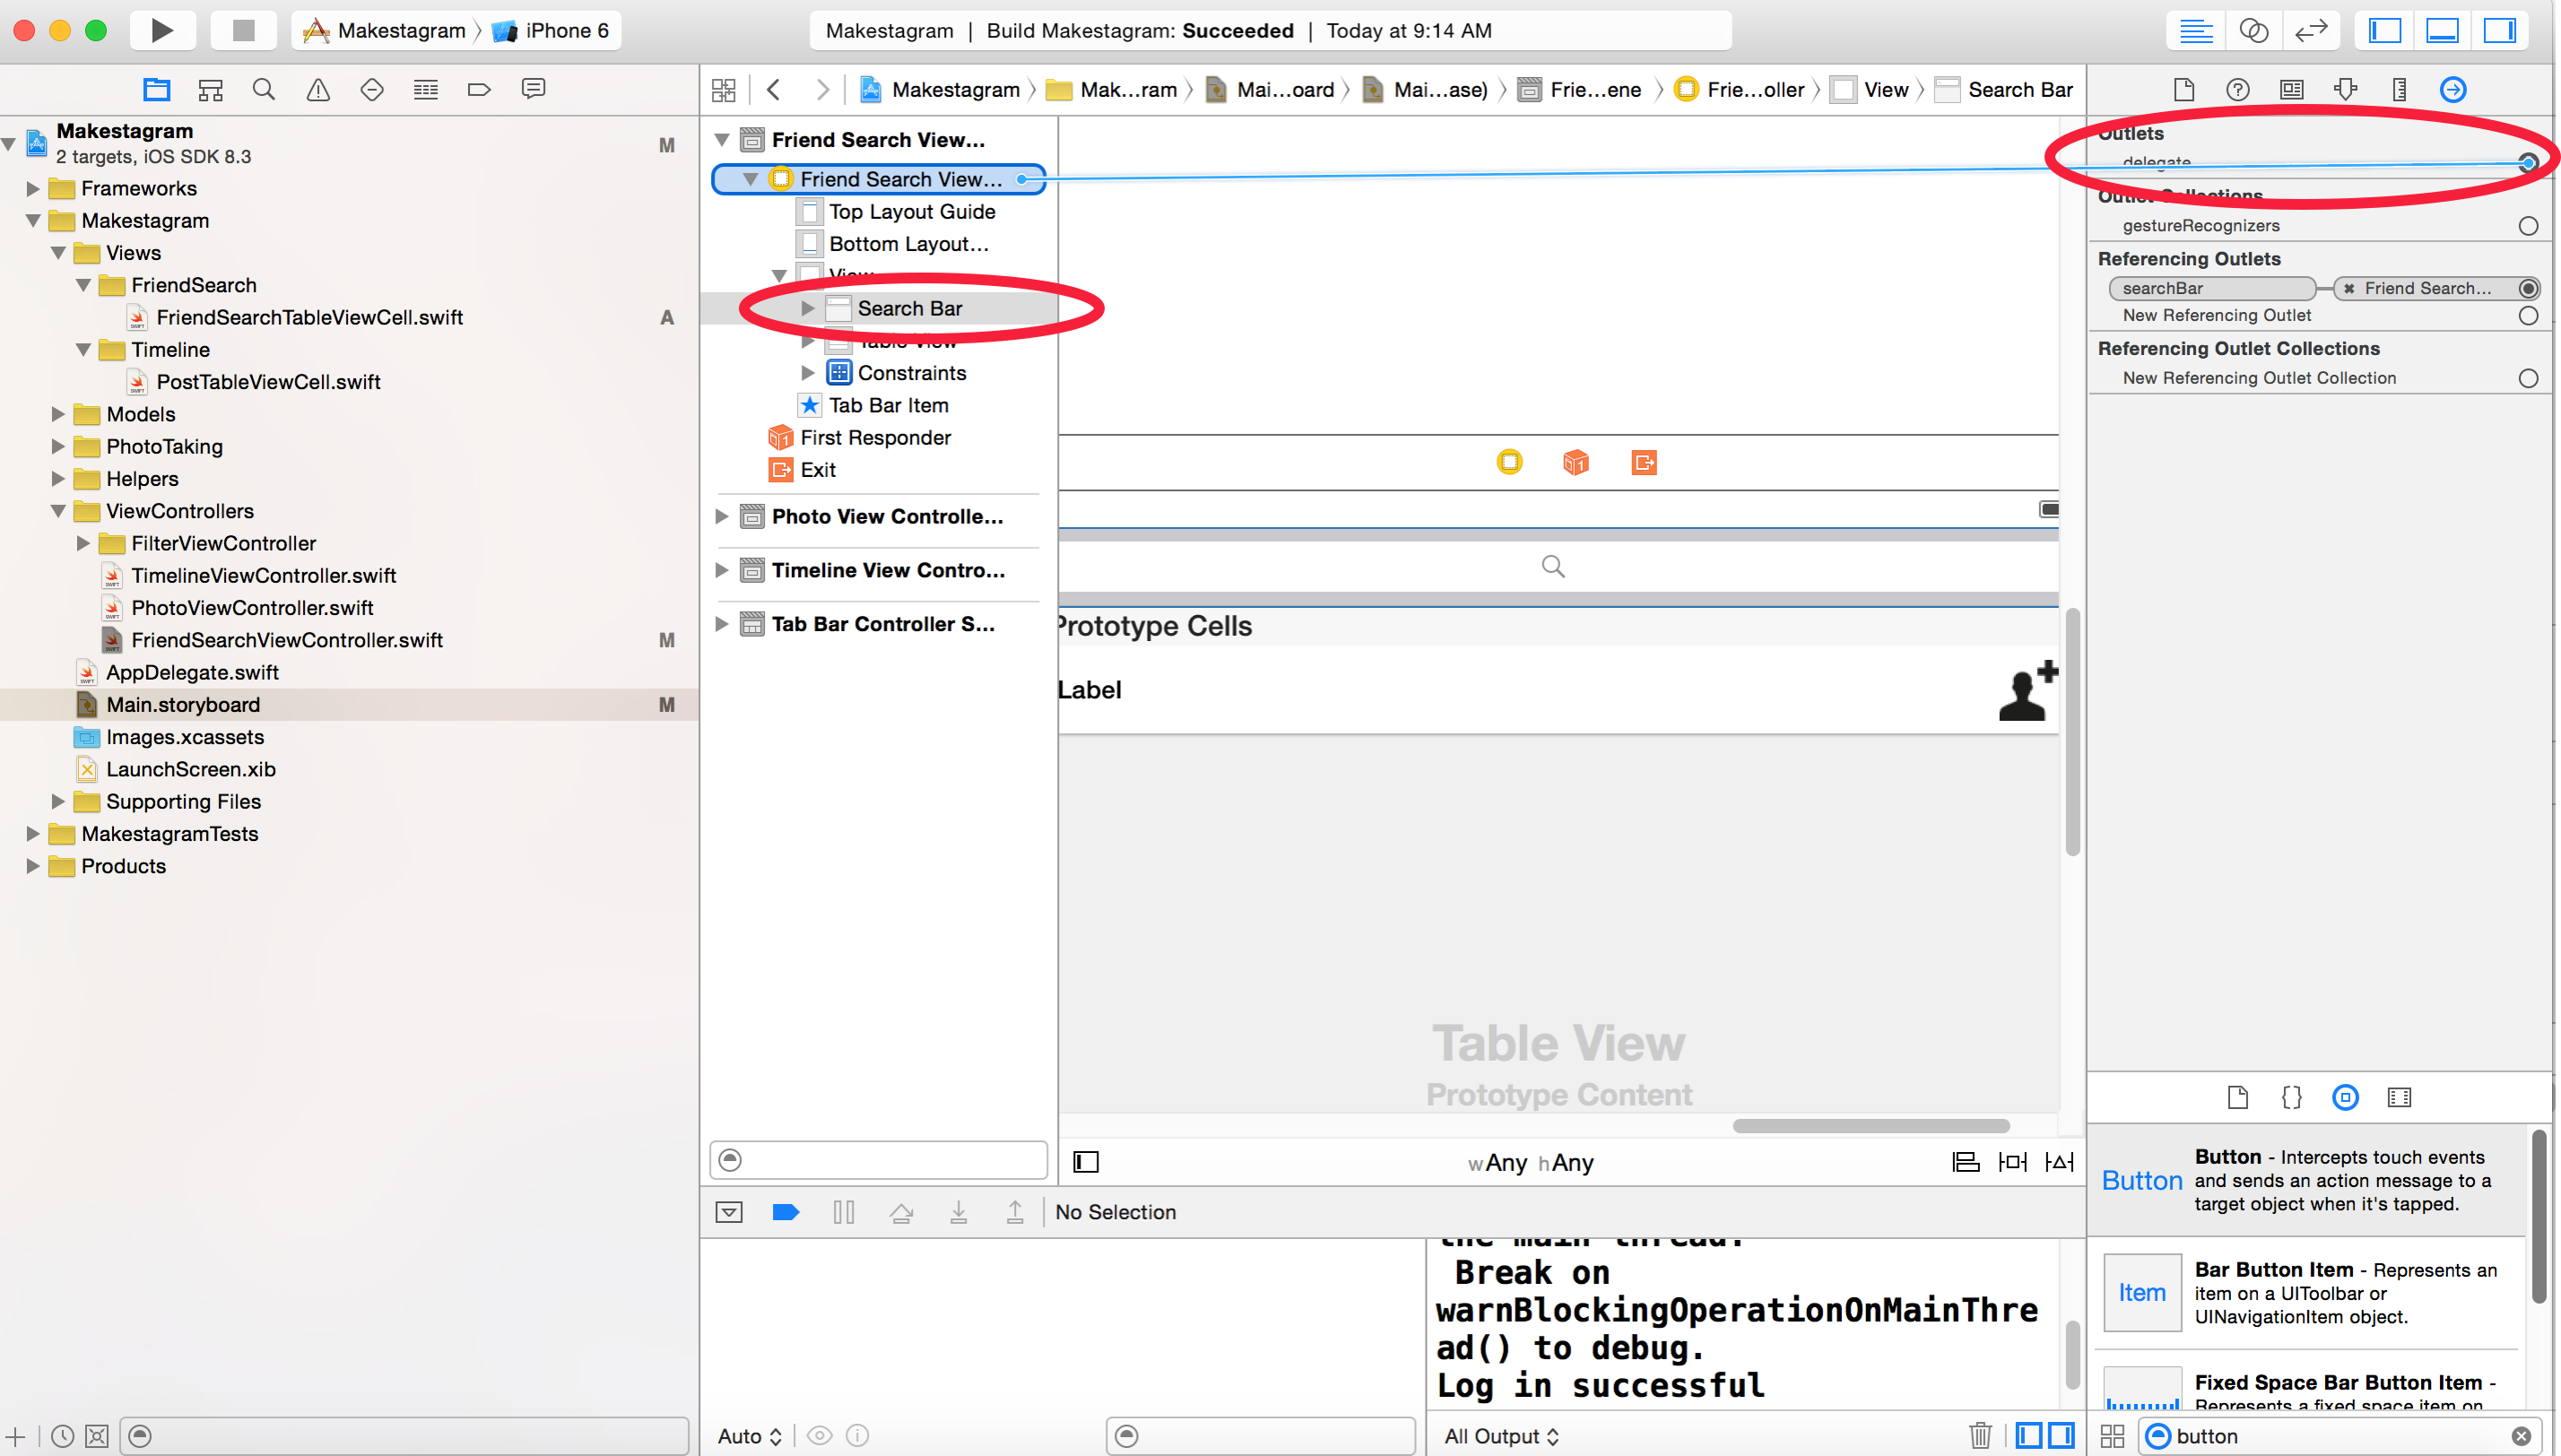 Makestagram 〉 iPhone 6
Makestagram | Build Makestagram: Succeeded | Today at 9:14 AM
Makestagram 〉 Mak...ram 〉 Mai...oard 〉 Mai...ase) 〉 Frie...ene 〉 Frie...oller 〉 View 〉 Search Bar
Makestagram
2 targets, iOS SDK 8.3
M
Frameworks
Makestagram
Views
FriendSearch
FriendSearchTableViewCell.swift
A
Timeline
PostTableViewCell.swift
Models
PhotoTaking
Helpers
ViewControllers
FilterViewController
TimelineViewController.swift
PhotoViewController.swift
FriendSearchViewController.swift
M
AppDelegate.swift
Main.storyboard
M
Images.xcassets
LaunchScreen.xib
Supporting Files
MakestagramTests
Products
Friend Search View...
Friend Search View...
Top Layout Guide
Bottom Layout...
View
Search Bar
Table View
Constraints
Tab Bar Item
First Responder
Exit
Photo View Controlle...
Timeline View Contro...
Tab Bar Controller S...
Prototype Cells
Label
Table View
Prototype Content
wAny hAny
No Selection
the main thread.
Break on
warnBlockingOperationOnMainThre
ad() to debug.
Log in successful
Auto
All Output
Outlets
delegate
Outlet Collections
gestureRecognizers
Referencing Outlets
searchBar
Friend Search...
New Referencing Outlet
Referencing Outlet Collections
New Referencing Outlet Collection
Button
Button - Intercepts touch events
and sends an action message to a
target object when it's tapped.
Item
Bar Button Item - Represents an
item on a UIToolbar or
UINavigationItem object.
Fixed Space Bar Button Item -
Represents a fixed space item on
button